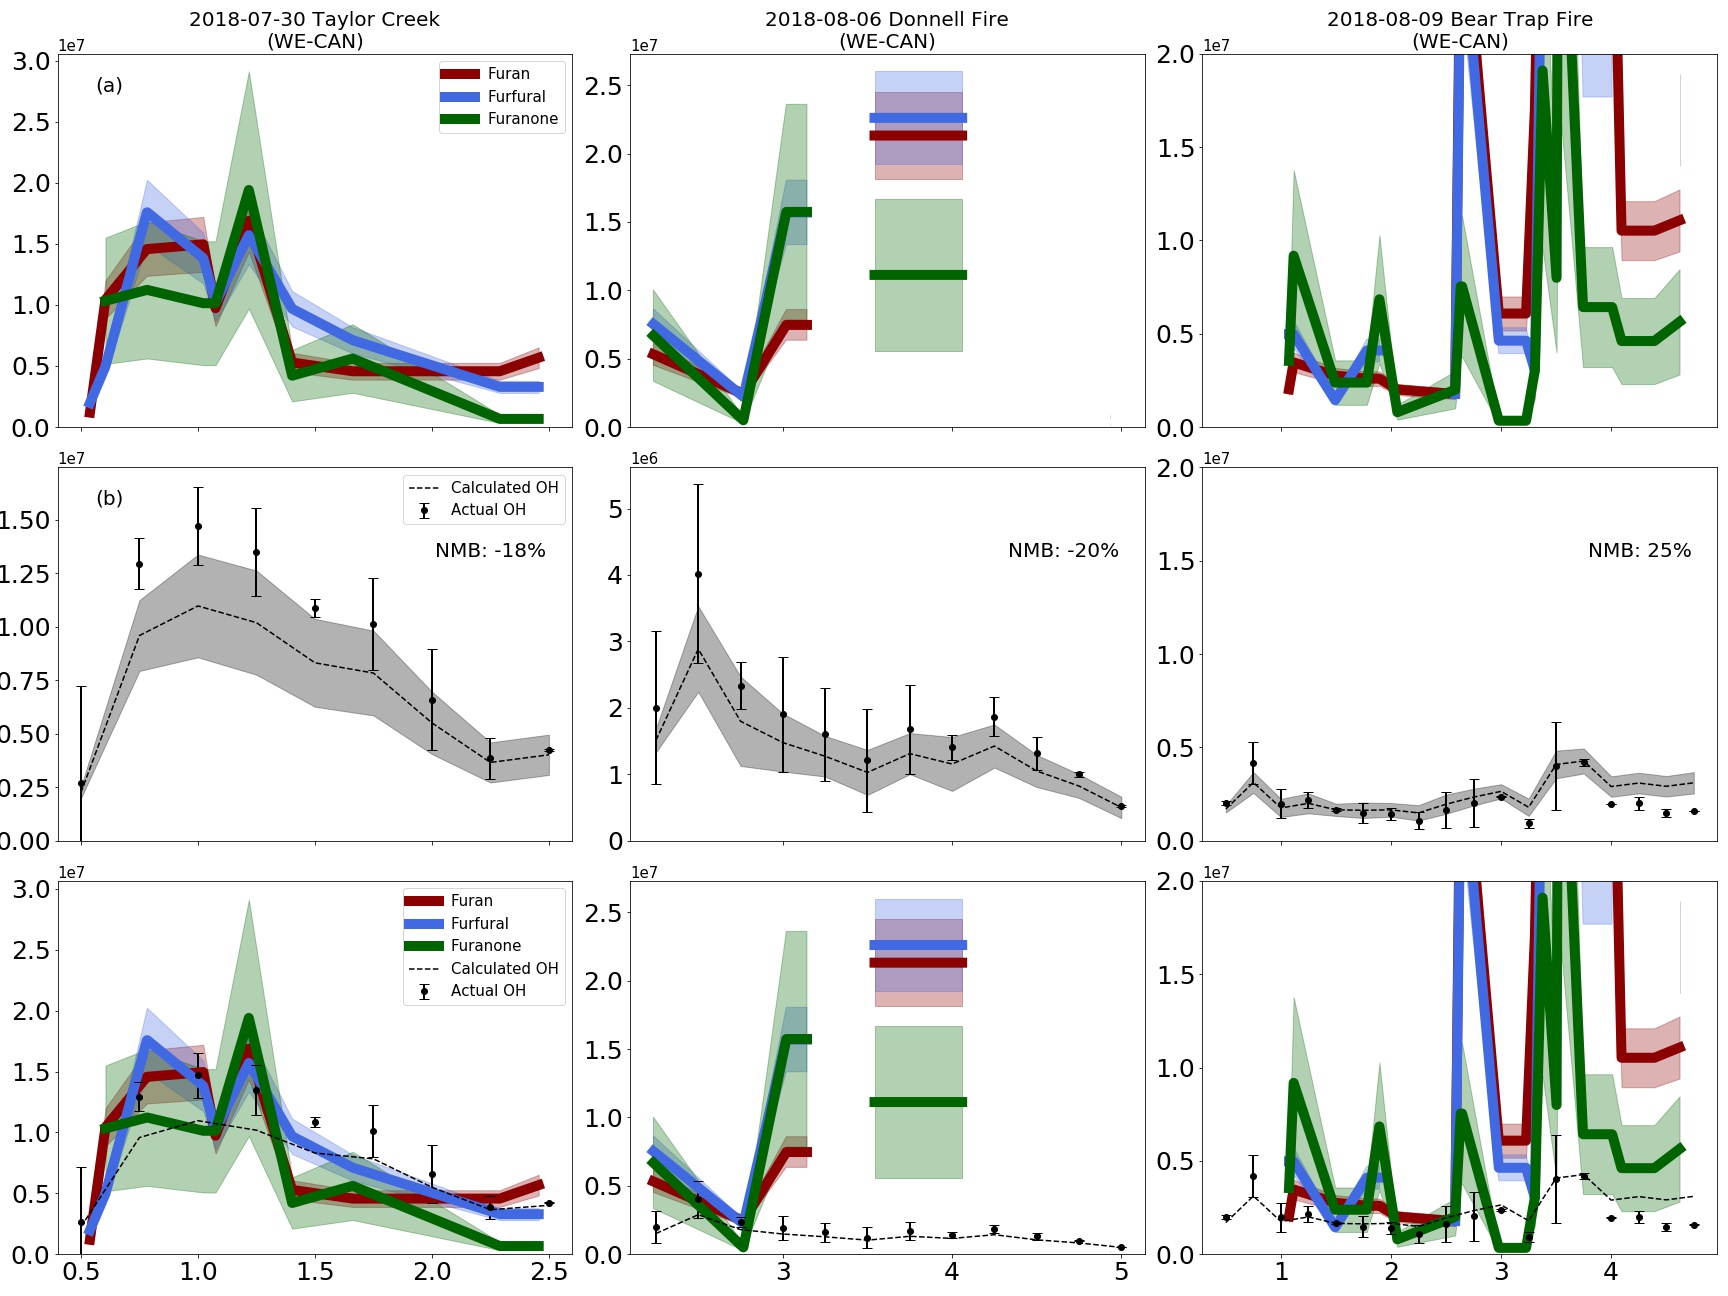 2018-07-30 Taylor Creek
(WE-CAN)
2018-08-06 Donnell Fire
(WE-CAN)
2018-08-09 Bear Trap Fire
(WE-CAN)
1e7
(a)
Furan
Furfural
Furanone
3.0
2.5
2.0
1.5
1.0
0.5
0.0
1e7
2.5
2.0
1.5
1.0
0.5
0.0
1e7
2.0
1.5
1.0
0.5
0.0
1e7
(b)
Calculated OH
Actual OH
NMB: -18%
1.50
1.25
1.00
0.75
0.50
0.25
0.00
1e6
NMB: -20%
5
4
3
2
1
0
1e7
NMB: 25%
2.0
1.5
1.0
0.5
0.0
1e7
Furan
Furfural
Furanone
Calculated OH
Actual OH
3.0
2.5
2.0
1.5
1.0
0.5
0.0
0.5 1.0 1.5 2.0 2.5
1e7
2.5
2.0
1.5
1.0
0.5
0.0
3 4 5
1e7
2.0
1.5
1.0
0.5
0.0
1 2 3 4